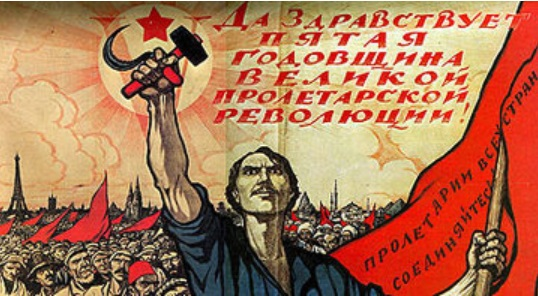 Да Здравствует
пятая
годовщина
великой
пролетарской
революции!
Пролетарии всех стран
соединяйтесь